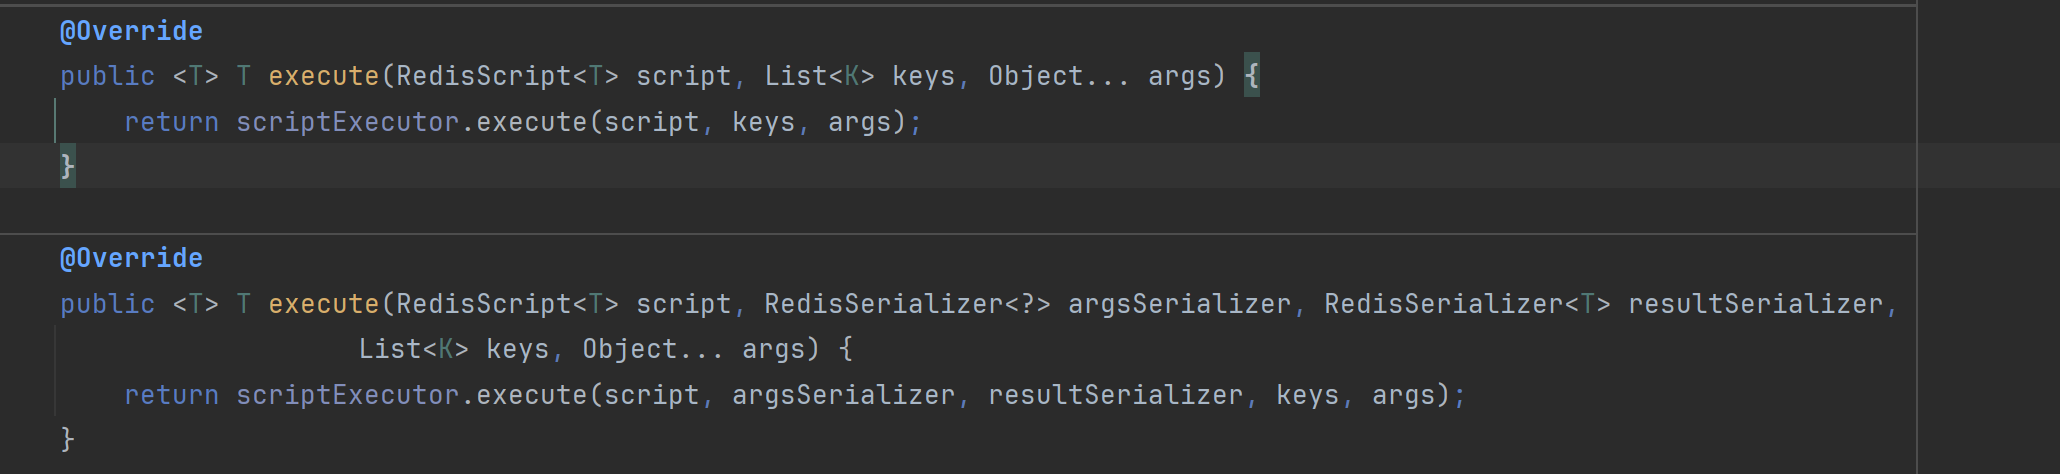 @Override
public <T> T execute(RedisScript<T> script, List<K> keys, Object... args) {
    return scriptExecutor.execute(script, keys, args);
}
@Override
public <T> T execute(RedisScript<T> script, RedisSerializer<?> argsSerializer, RedisSerializer<T> resultSerializer,
                   List<K> keys, Object... args) {
    return scriptExecutor.execute(script, argsSerializer, resultSerializer, keys, args);
}